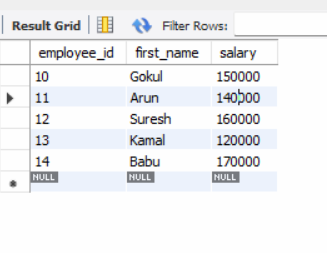 Result Grid Filter Rows:
employee_id first_name salary
10 Gokul 150000
11 Arun 140000
12 Suresh 160000
13 Kamal 120000
14 Babu 170000
NULL NULL NULL